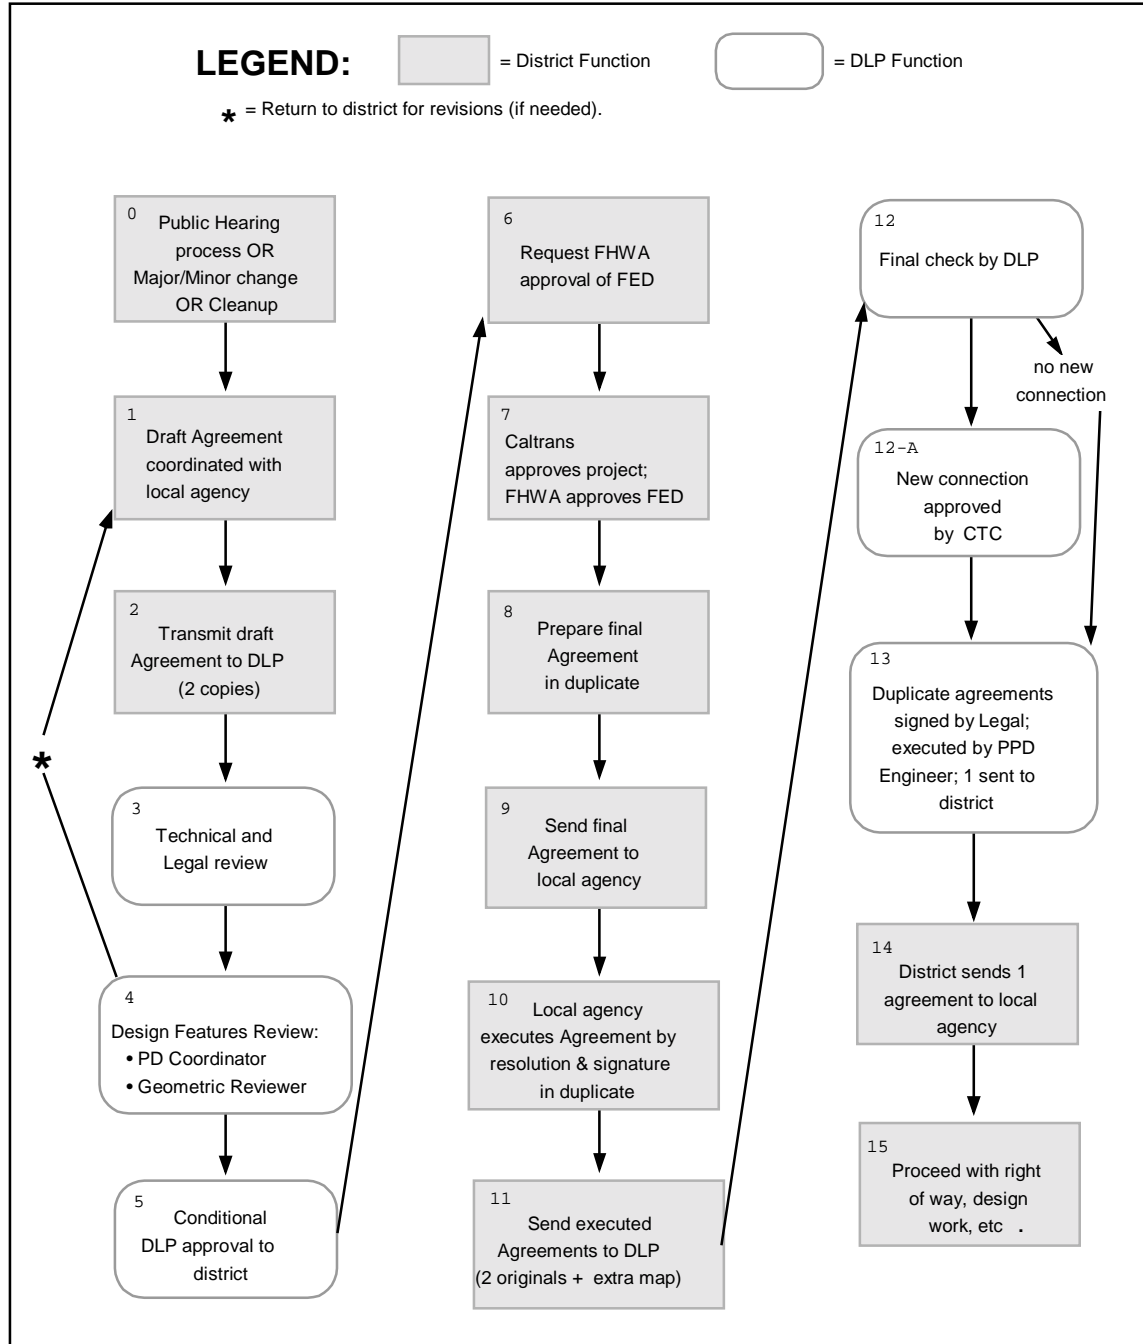 LEGEND:
= District Function
= DLP Function
* = Return to district for revisions (if needed).
0
Public Hearing
process OR
Major/Minor change
OR Cleanup
1
Draft Agreement
coordinated with
local agency
2
Transmit draft
Agreement to DLP
(2 copies)
*
3
Technical and
Legal review
4
Design Features Review:
• PD Coordinator
• Geometric Reviewer
5
Conditional
DLP approval to
district
6
Request FHWA
approval of FED
7
Caltrans
approves project;
FHWA approves FED
8
Prepare final
Agreement
in duplicate
9
Send final
Agreement to
local agency
10
Local agency
executes Agreement by
resolution & signature
in duplicate
11
Send executed
Agreements to DLP
(2 originals + extra map)
12
Final check by DLP
no new
connection
12-A
New connection
approved
by CTC
13
Duplicate agreements
signed by Legal;
executed by PPD
Engineer; 1 sent to
district
14
District sends 1
agreement to local
agency
15
Proceed with right
of way, design
work, etc .